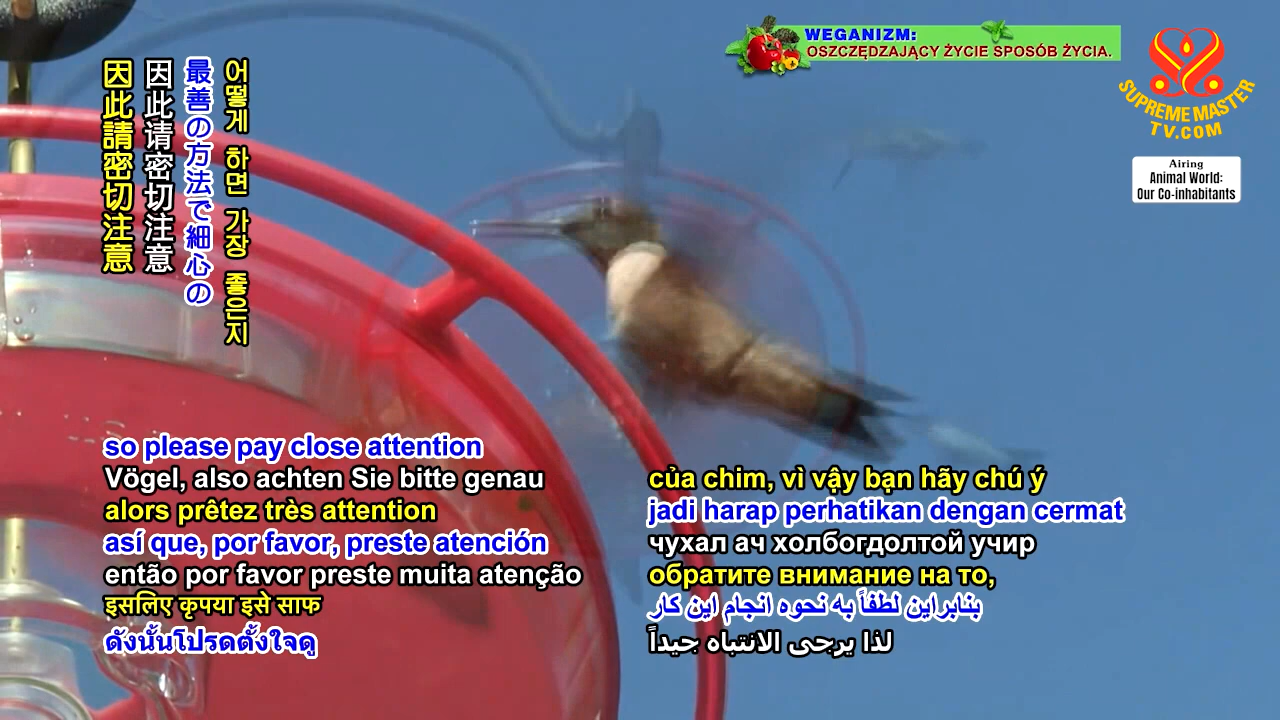 WEGANIZM:
OSZCZĘDZAJĄCY ŻYCIE SPOSÓB ŻYCIA.
SUPREME MASTER
TV.COM
Airing
Animal World:
Our Co-inhabitants
어떻게 하면 가장 좋은지
最善の方法で細心の
因此请密切注意
因此請密切注意
so please pay close attention
Vögel, also achten Sie bitte genau
alors prêtez très attention
así que, por favor, preste atención
então por favor preste muita atenção
इसलिए कृपया इसे साफ
ดังนั้นโปรดตั้งใจดู
của chim, vì vậy bạn hãy chú ý
jadi harap perhatikan dengan cermat
чухал ач холбогдолтой учир
обратите внимание на то,
بنابراین لطفاً به نحوه انجام این کار
لذا يرجى الانتباه جيداً